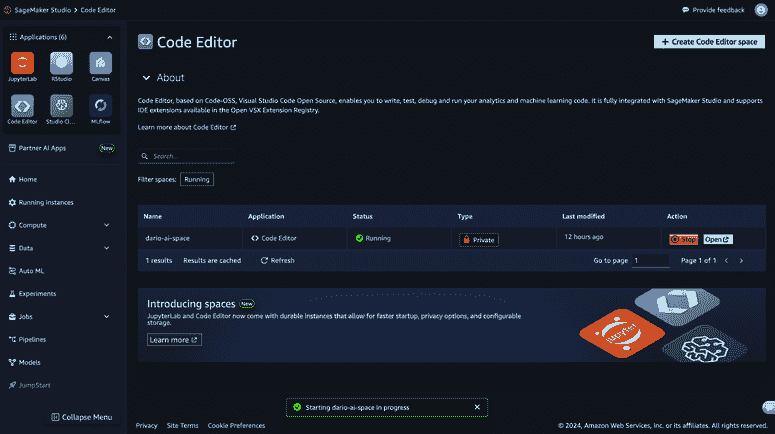 SageMaker Studio > Code Editor
Provide feedback
Applications (6)
JupyterLab
RStudio
Canvas
Code Editor
Studio Cl...
MLflow
Partner AI Apps
New
Home
Running instances
Compute
Data
Auto ML
Experiments
Jobs
Pipelines
Models
JumpStart
Collapse Menu
Code Editor
+ Create Code Editor space
About
Code Editor, based on Code-OSS, Visual Studio Code Open Source, enables you to write, test, debug and run your analytics and machine learning code. It is fully integrated with SageMaker Studio and supports
IDE extensions available in the Open VSX Extension Registry.
Learn more about Code Editor
Search...
Filter spaces: Running
Name Application Status Type Last modified Action
dario-ai-space Code Editor Running Private 12 hours ago Stop Open
1 results Results are cached Refresh Go to page 1 Page 1 of 1
Introducing spaces New
JupyterLab and Code Editor now come with durable instances that allow for faster startup, privacy options, and configurable
storage.
Learn more
jupyter
Starting dario-ai-space in progress
Privacy Site Terms Cookie Preferences
© 2024, Amazon Web Services, Inc. or its affiliates. All rights reserved.